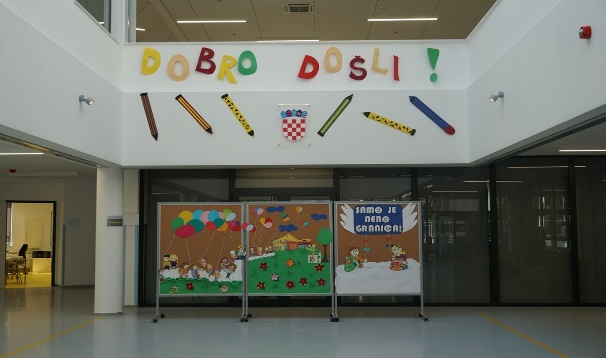 DOBRO DOŠLI!
SAMO JE
NEBO
GRANICA!